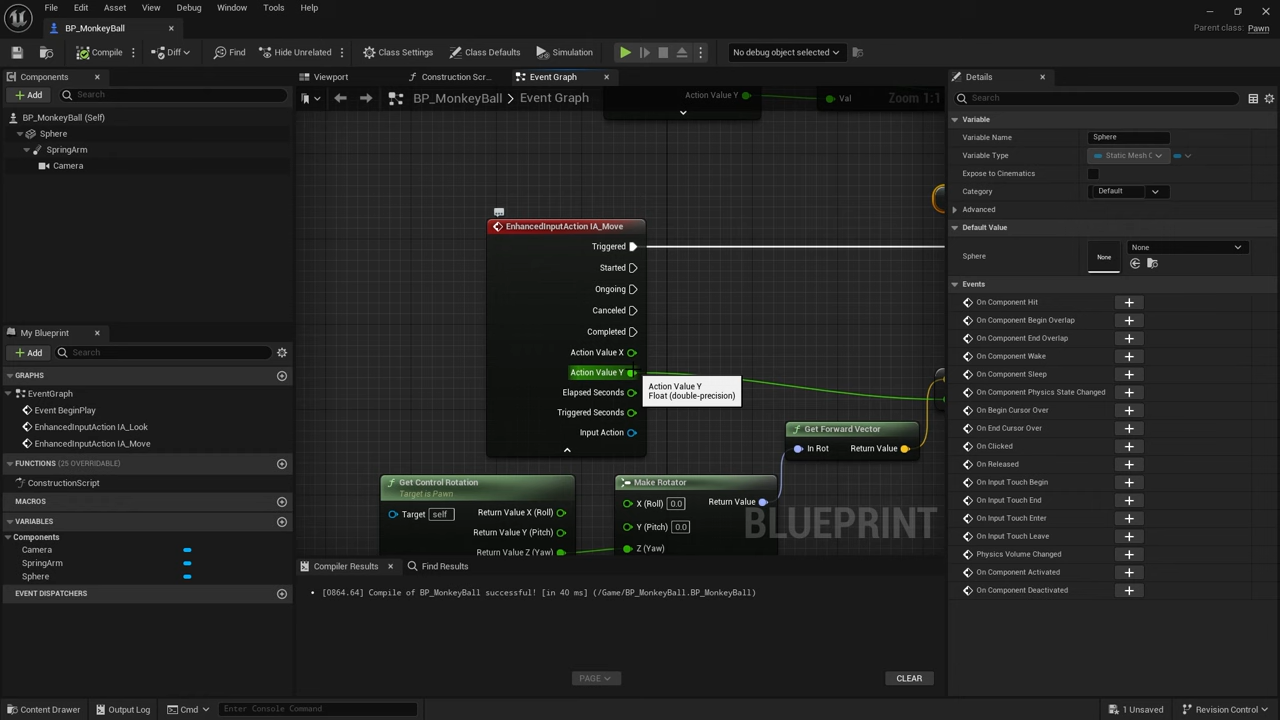 File Edit Asset View Debug Window Tools Help
BP_MonkeyBall
Parent class: Pawn
Compile Diff Find Hide Unrelated Class Settings Class Defaults Simulation No debug object selected
Components
Add Search
BP_MonkeyBall (Self)
Sphere
SpringArm
Camera
My Blueprint
Add Search
GRAPHS
EventGraph
Event BeginPlay
EnhancedInputAction IA_Look
EnhancedInputAction IA_Move
FUNCTIONS (25 OVERRIDABLE)
ConstructionScript
MACROS
VARIABLES
Components
Camera
SpringArm
Sphere
EVENT DISPATCHERS
Viewport Construction Scr... Event Graph
BP_MonkeyBall > Event Graph Zoom 1:1
Action Value Y Val
EnhancedInputAction IA_Move
Triggered
Started
Ongoing
Canceled
Completed
Action Value X
Action Value Y
Elapsed Seconds
Triggered Seconds
Input Action
Action Value Y
Float (double-precision)
Get Forward Vector
In Rot Return Value
Get Control Rotation
Target is Pawn
Target self
Return Value X (Roll)
Return Value Y (Pitch)
Return Value Z (Yaw)
Make Rotator
X (Roll) 0.0 Return Value
Y (Pitch) 0.0
Z (Yaw)
BLUEPRINT
Compiler Results Find Results
[0864.64] Compile of BP_MonkeyBall successful! [in 40 ms] (/Game/BP_MonkeyBall.BP_MonkeyBall)
PAGE CLEAR
Details
Search
Variable
Variable Name Sphere
Variable Type Static Mesh C
Expose to Cinematics
Category Default
Advanced
Default Value
Sphere None None
Events
On Component Hit
On Component Begin Overlap
On Component End Overlap
On Component Wake
On Component Sleep
On Component Physics State Changed
On Begin Cursor Over
On End Cursor Over
On Clicked
On Released
On Input Touch Begin
On Input Touch End
On Input Touch Enter
On Input Touch Leave
Physics Volume Changed
On Component Activated
On Component Deactivated
Content Drawer Output Log Cmd Enter Console Command 1 Unsaved Revision Control